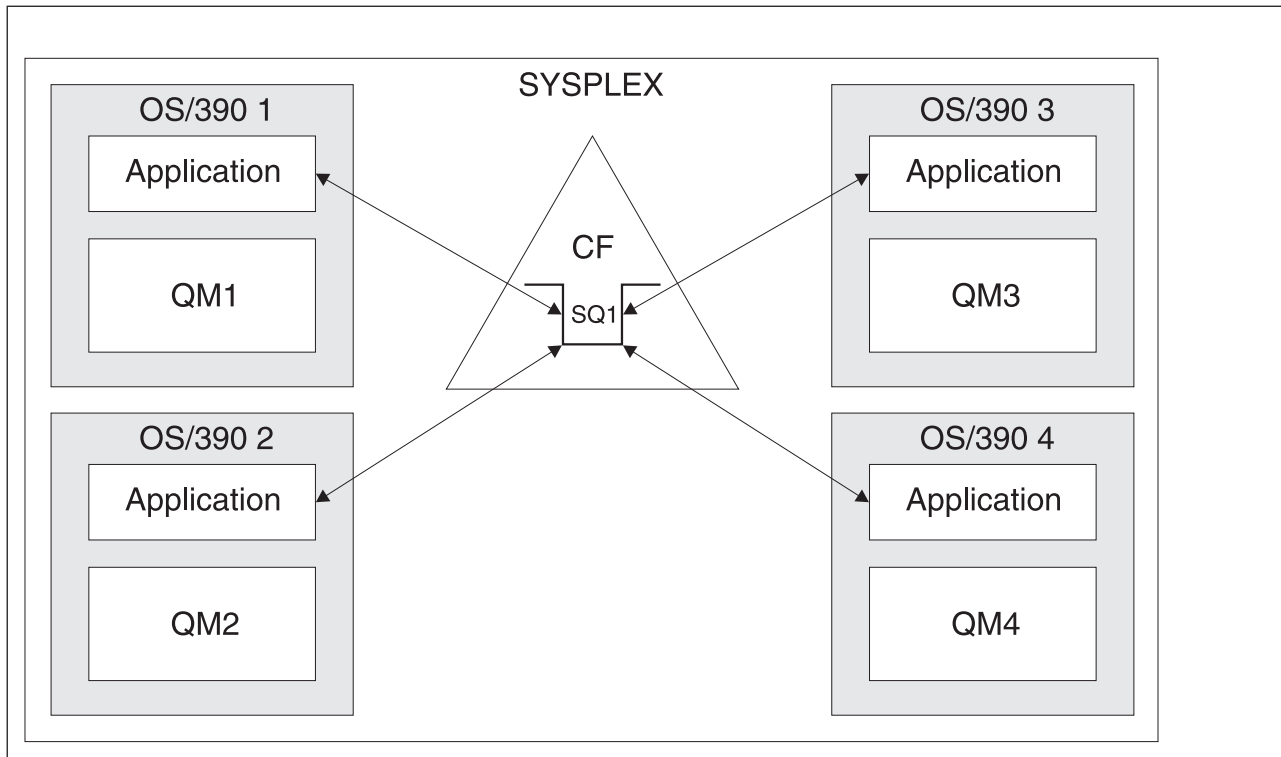 SYSPLEX
OS/390 1
Application
QM1
OS/390 2
Application
QM2
CF
SQ1
OS/390 3
Application
QM3
OS/390 4
Application
QM4